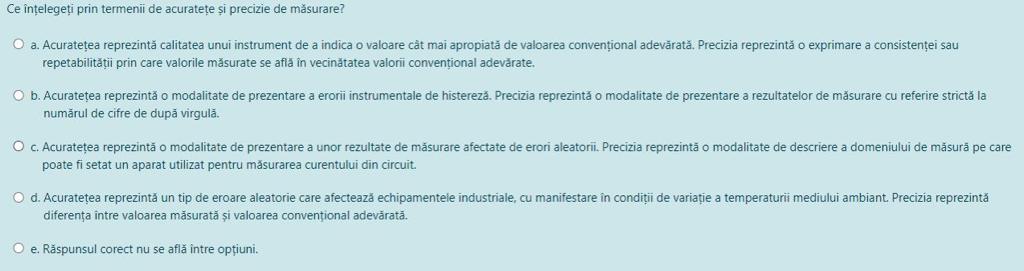 Ce înțelegeți prin termenii de acuratețe și precizie de măsurare?
a. Acuratețea reprezintă calitatea unui instrument de a indica o valoare cât mai apropiată de valoarea convențional adevărată. Precizia reprezintă o exprimare a consistenței sau
repetabilității prin care valorile măsurate se află în vecinătatea valorii convențional adevărate.
b. Acuratețea reprezintă o modalitate de prezentare a erorii instrumentale de histereză. Precizia reprezintă o modalitate de prezentare a rezultatelor de măsurare cu referire strictă la
numărul de cifre de după virgulă.
c. Acuratețea reprezintă o modalitate de prezentare a unor rezultate de măsurare afectate de erori aleatorii. Precizia reprezintă o modalitate de descriere a domeniului de măsură pe care
poate fi setat un aparat utilizat pentru măsurarea curentului din circuit.
d. Acuratețea reprezintă un tip de eroare aleatorie care afectează echipamentele industriale, cu manifestare în condiții de variație a temperaturii mediului ambiant. Precizia reprezintă
diferența între valoarea măsurată și valoarea convențional adevărată.
e. Răspunsul corect nu se află între opțiuni.